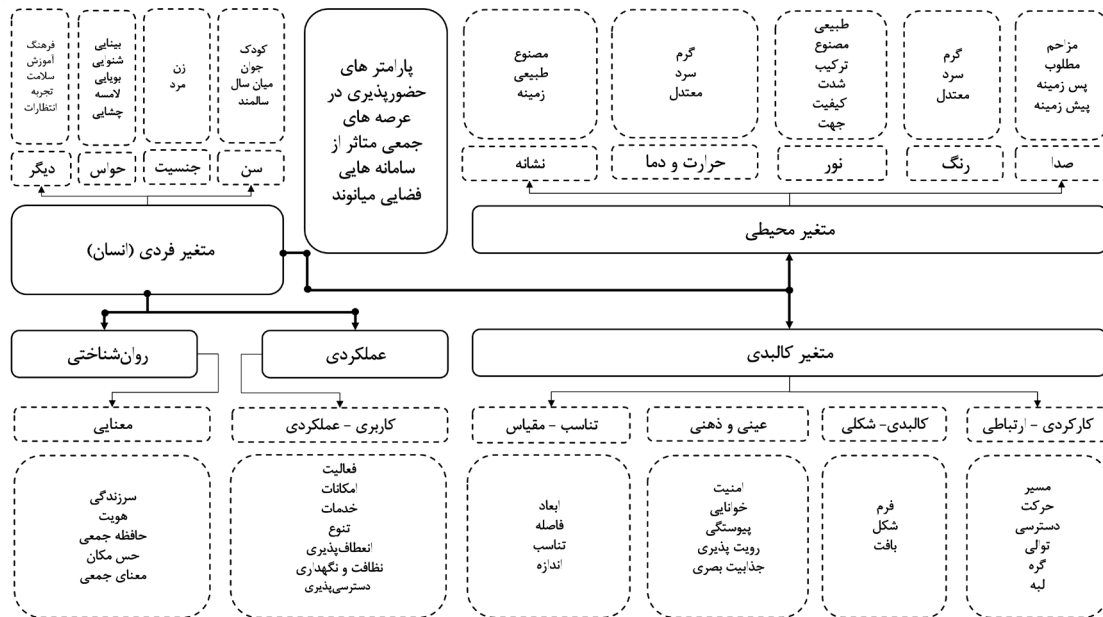 مزاحم
مطلوب
پس زمینه
پیش زمینه
صدا
گرم
سرد
معتدل
رنگ
طبیعی
مصنوع
ترکیب
شدت
کیفیت
جهت
نور
گرم
سرد
معتدل
حرارت و دما
مصنوع
طبیعی
زمینه
نشانه
متغیر محیطی
پارامتر های
حضورپذیری در
عرصه های
جمعی متاثر از
سامانه هایی
فضایی میانوند
کودک
جوان
میان سال
سالمند
سن
زن
مرد
جنسیت
بینایی
شنوایی
بویایی
لامسه
چشایی
حواس
فرهنگ
آموزش
سلامت
تجربه
انتظارات
دیگر
متغیر فردی (انسان)
متغیر کالبدی
کارکردی - ارتباطی
مسیر
حرکت
دسترسی
توالی
گره
لبه
کالبدی- شکلی
فرم
شکل
بافت
عینی و ذهنی
امنیت
خوانایی
پیوستگی
رویت پذیری
جذابیت بصری
تناسب - مقیاس
ابعاد
فاصله
تناسب
اندازه
عملکردی
کاربری - عملکردی
فعالیت
امکانات
خدمات
تنوع
انعطاف‌پذیری
نظافت و نگهداری
دسترسی‌پذیری
روان‌شناختی
معنایی
سرزندگی
هویت
حافظه جمعی
حس مکان
معنای جمعی